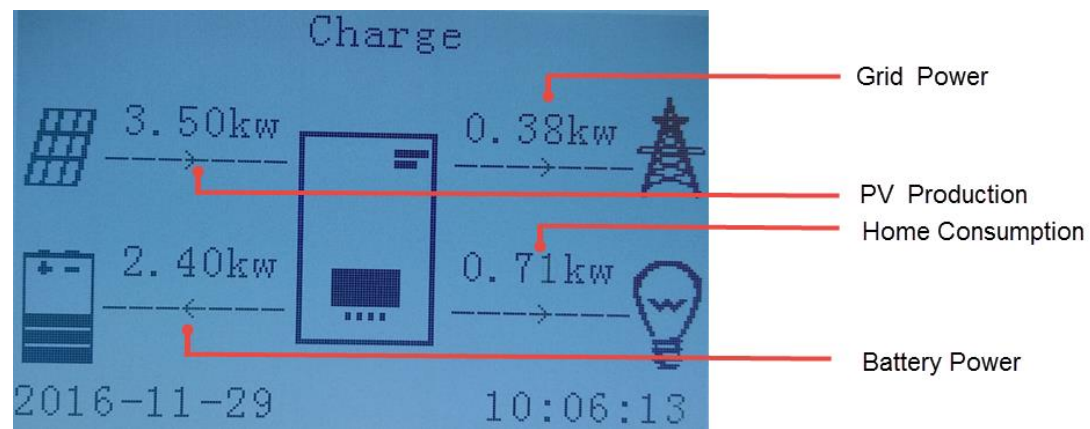 Charge
Grid Power
3.50kw
0.38kw
PV Production
Home Consumption
+ -
2.40kw
0.71kw
Battery Power
2016-11-29
10:06:13